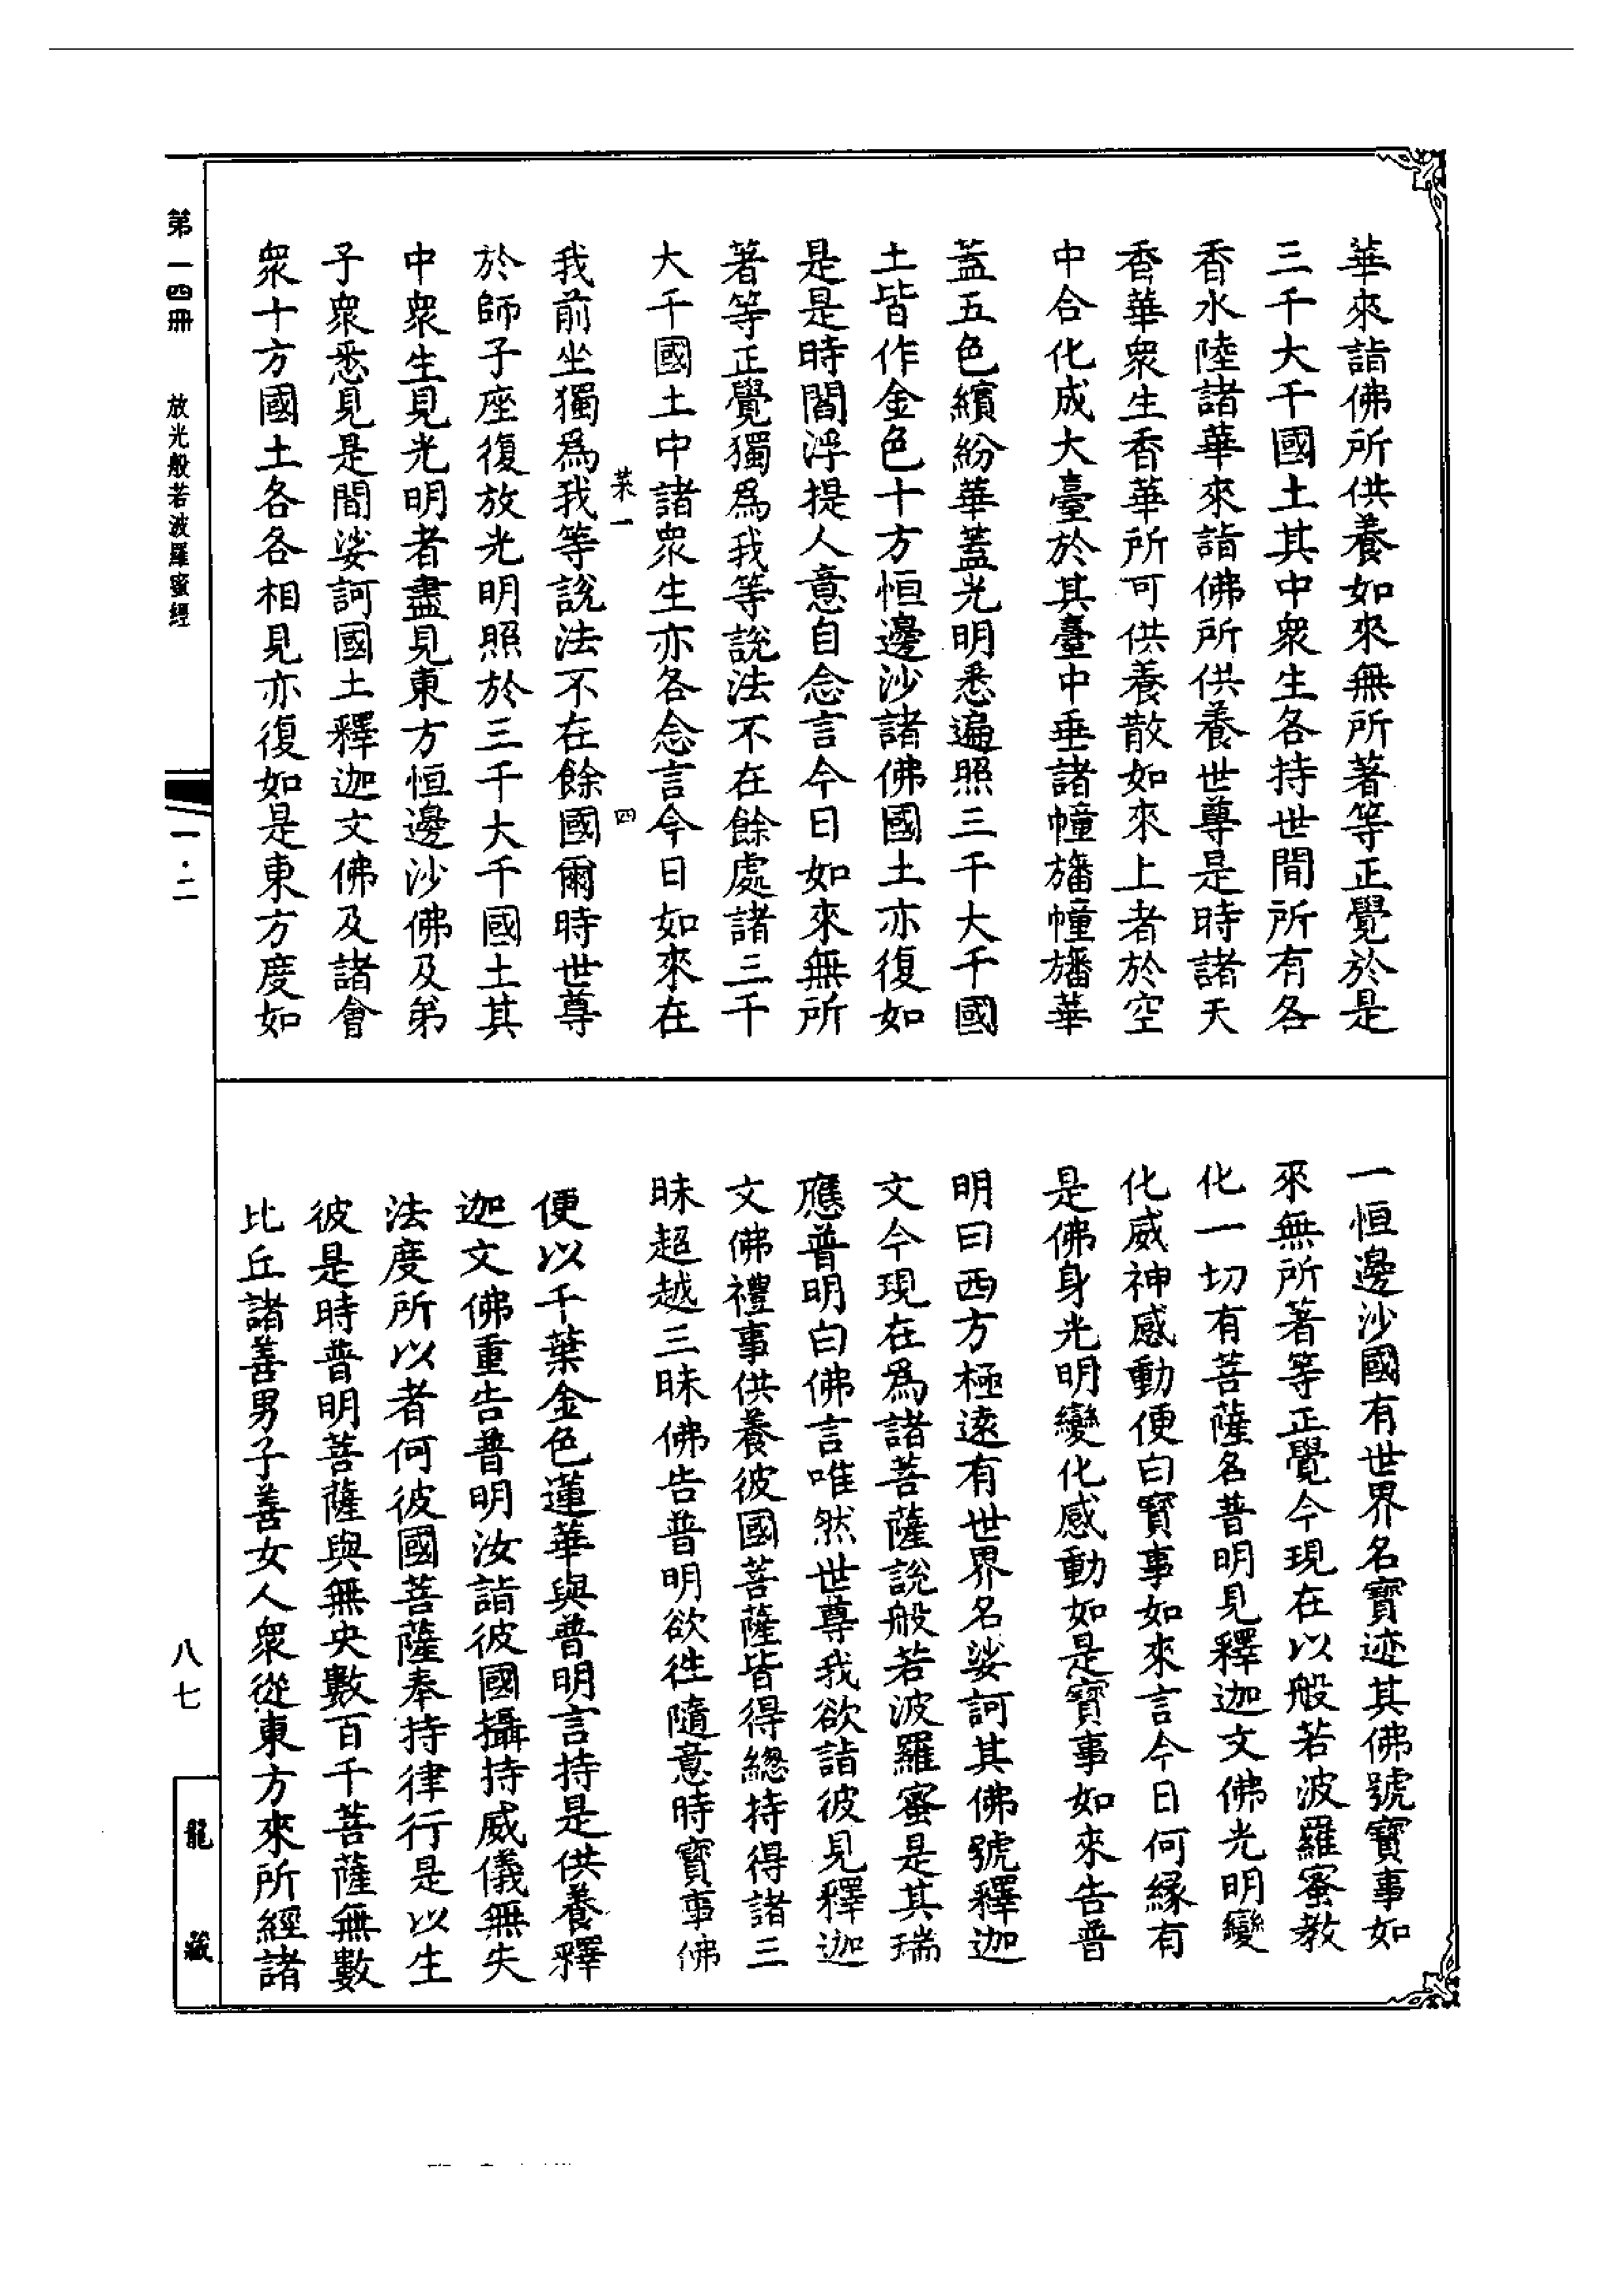 華來詣佛所供養如來無所著等正覺於是
三千大千國土其中衆生各持世間所有各
香水陸諸華來詣佛所供養世尊是時諸天
香華衆生香華所可供養散如來上者於空
中合化成大臺於其臺中垂諸幢旛幢旛華
蓋五色繽紛華蓋光明悉遍照三千大千國
土皆作金色十方恒邊沙諸佛國土亦復如
是是時閻浮提人意自念言今日如來無所
著等正覺獨爲我等說法不在餘處諸三千
大千國土中諸衆生亦各念言今日如來在
菜一 四
我前坐獨爲我等說法不在餘國爾時世尊
於師子座復放光明照於三千大千國土其
中衆生見光明者盡見東方恒邊沙佛及弟
子衆悉見是間娑訶國土釋迦文佛及諸會
衆十方國土各各相見亦復如是東方度如
一恒邊沙國有世界名寶迹其佛號寶事如
來無所著等正覺今現在以般若波羅蜜教
化一切有菩薩名普明見釋迦文佛光明變
化威神感動便白寶事如來言今日何緣有
是佛身光明變化感動如是寶事如來告普
明曰西方極遠有世界名娑訶其佛號釋迦
文今現在爲諸菩薩說般若波羅蜜是其瑞
應普明白佛言唯然世尊我欲詣彼見釋迦
文佛禮事供養彼國菩薩皆得總持得諸三
昧超越三昧佛告普明欲往隨意時寶事佛
便以千葉金色蓮華與普明言持是供養釋
迦文佛重告普明汝詣彼國攝持威儀無失
法度所以者何彼國菩薩奉持律行是以生
彼是時普明菩薩與無央數百千菩薩無數
比丘諸善男子善女人衆從東方來所經諸
第一四冊 放光般若波羅蜜經
一·二
八七
龍藏